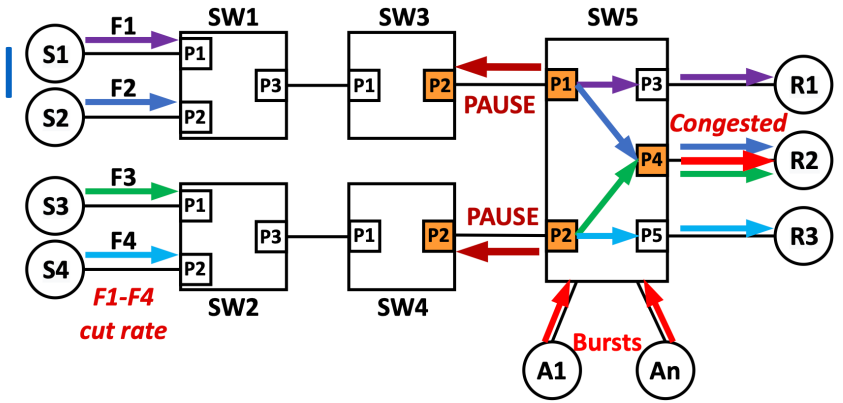 SW1
SW3
SW5
S1
F1
P1
P3
P1
P2
PAUSE
P1
P3
R1
S2
F2
P2
Congested
P4
R2
S3
F3
P1
P3
P1
P2
PAUSE
P2
P5
R3
S4
F4
P2
F1-F4
cut rate
SW2
SW4
Bursts
A1
An